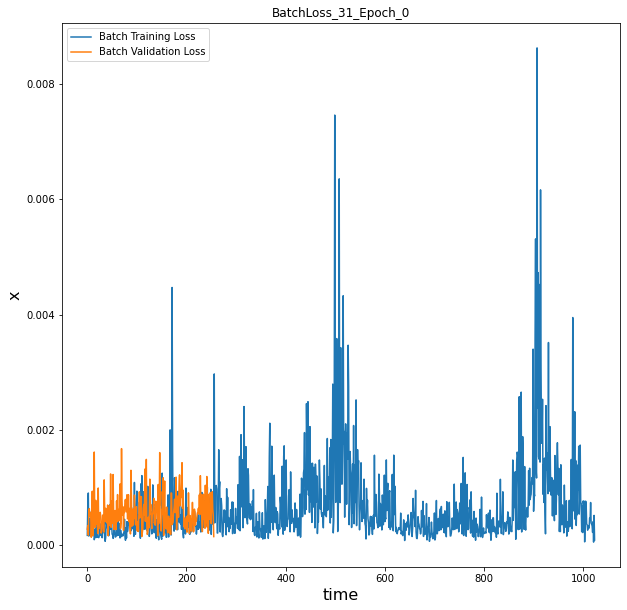 BatchLoss_31_Epoch_0
Batch Training Loss
Batch Validation Loss
0.008
0.006
0.004
0.002
0.000
x
0 200 400 600 800 1000
time